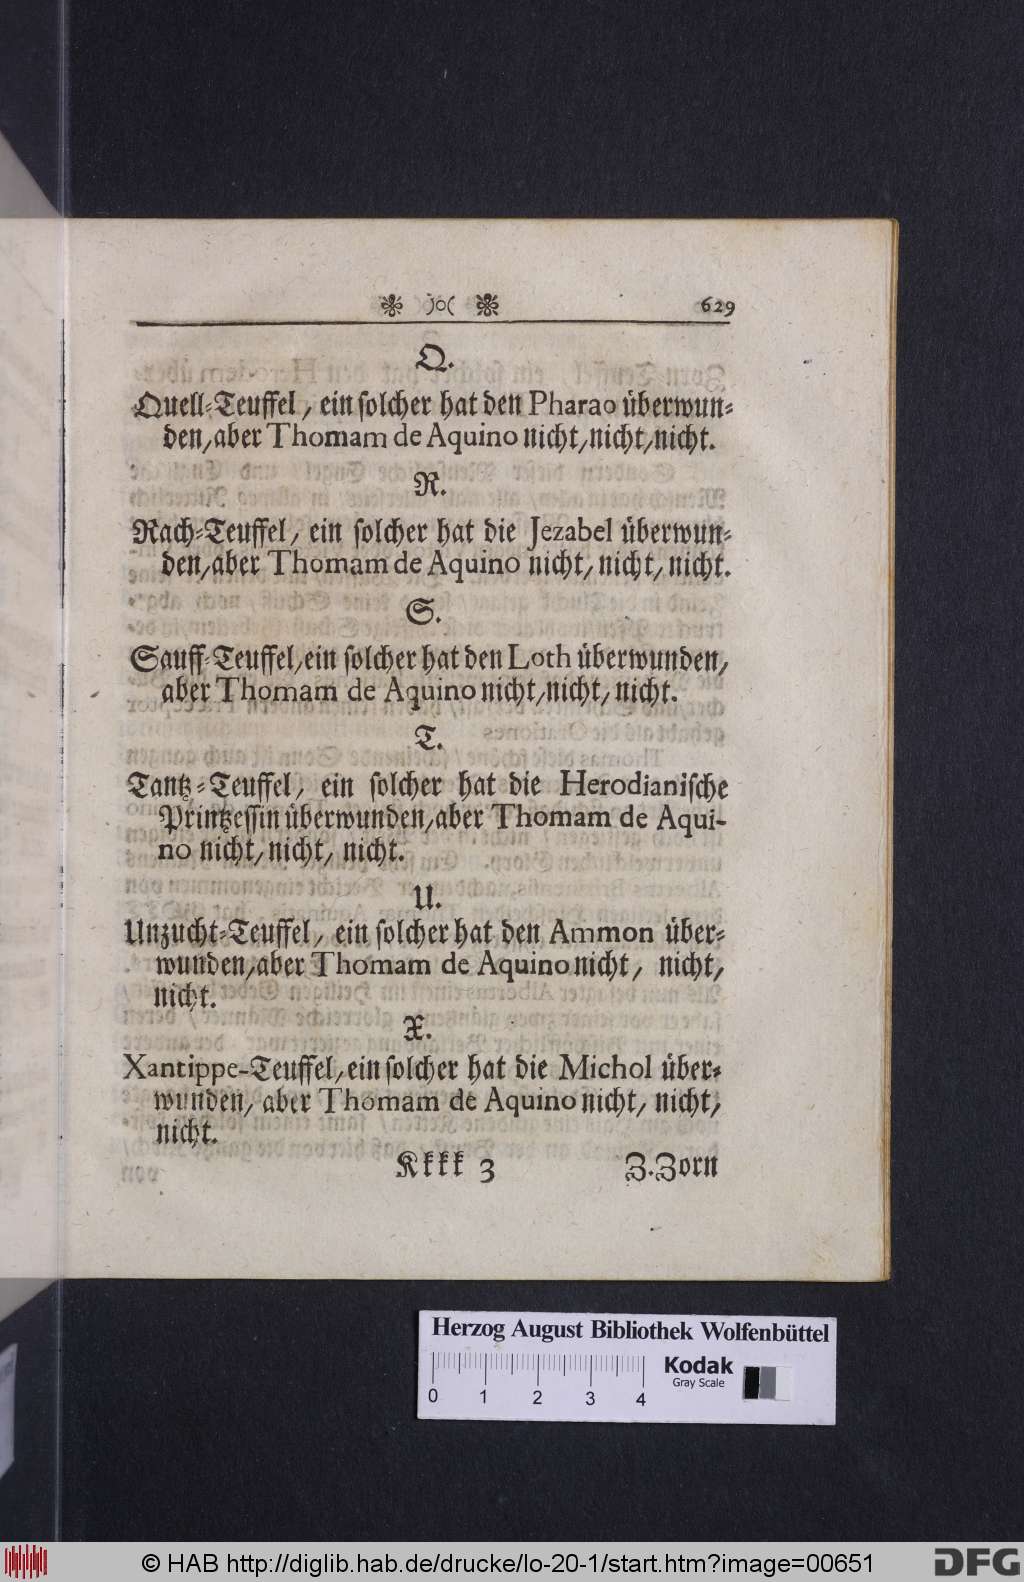 )o( 629
Q.
Quell-Teuffel, ein solcher hat den Pharao überwun-
den, aber Thomam de Aquino nicht, nicht, nicht.
R.
Rach-Teuffel, ein solcher hat die Jezabel überwun-
den, aber Thomam de Aquino nicht, nicht, nicht.
S.
Sauff-Teuffel, ein solcher hat den Loth überwunden,
aber Thomam de Aquino nicht, nicht, nicht.
T.
Tantz-Teuffel, ein solcher hat die Herodianische
Printzessin überwunden, aber Thomam de Aqui-
no nicht, nicht, nicht.
U.
Unzucht-Teuffel, ein solcher hat den Ammon über-
wunden, aber Thomam de Aquino nicht, nicht,
nicht.
X.
Xantippe-Teuffel, ein solcher hat die Michol über-
wunden, aber Thomam de Aquino nicht, nicht,
nicht.
Kkkk 3 Z. Zorn
Herzog August Bibliothek Wolfenbüttel
Kodak
Gray Scale
0 1 2 3 4
© HAB http://diglib.hab.de/drucke/lo-20-1/start.htm?image=00651
DFG